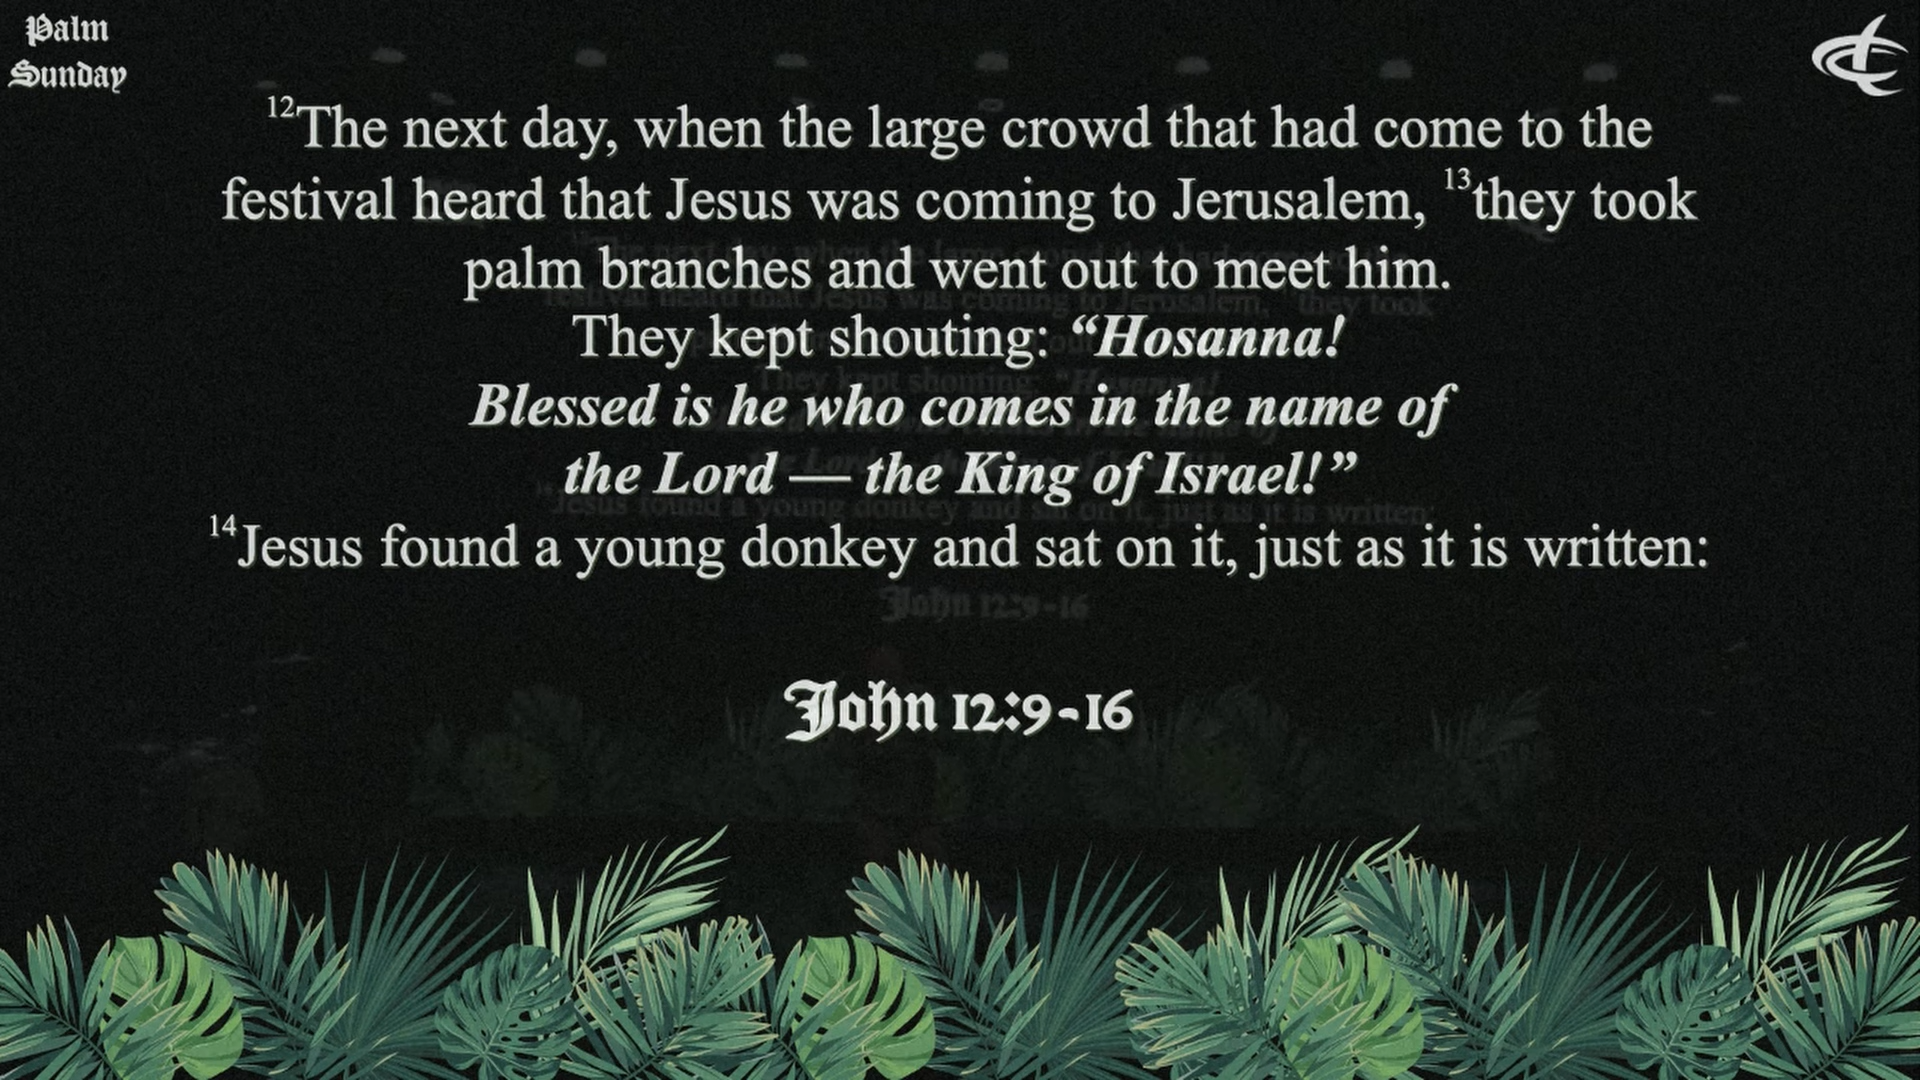 Palm
Sunday
12The next day, when the large crowd that had come to the
festival heard that Jesus was coming to Jerusalem, 13they took
palm branches and went out to meet him.
They kept shouting: “Hosanna!
Blessed is he who comes in the name of
the Lord — the King of Israel!”
14Jesus found a young donkey and sat on it, just as it is written:
John 12:9-16